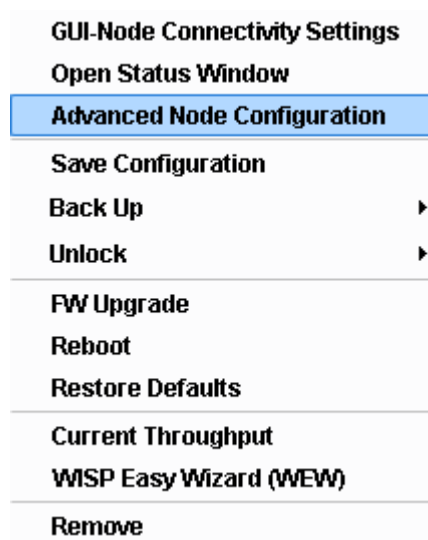 GUI-Node Connectivity Settings
Open Status Window
Advanced Node Configuration
Save Configuration
Back Up
Unlock
FW Upgrade
Reboot
Restore Defaults
Current Throughput
WISP Easy Wizard (WEW)
Remove